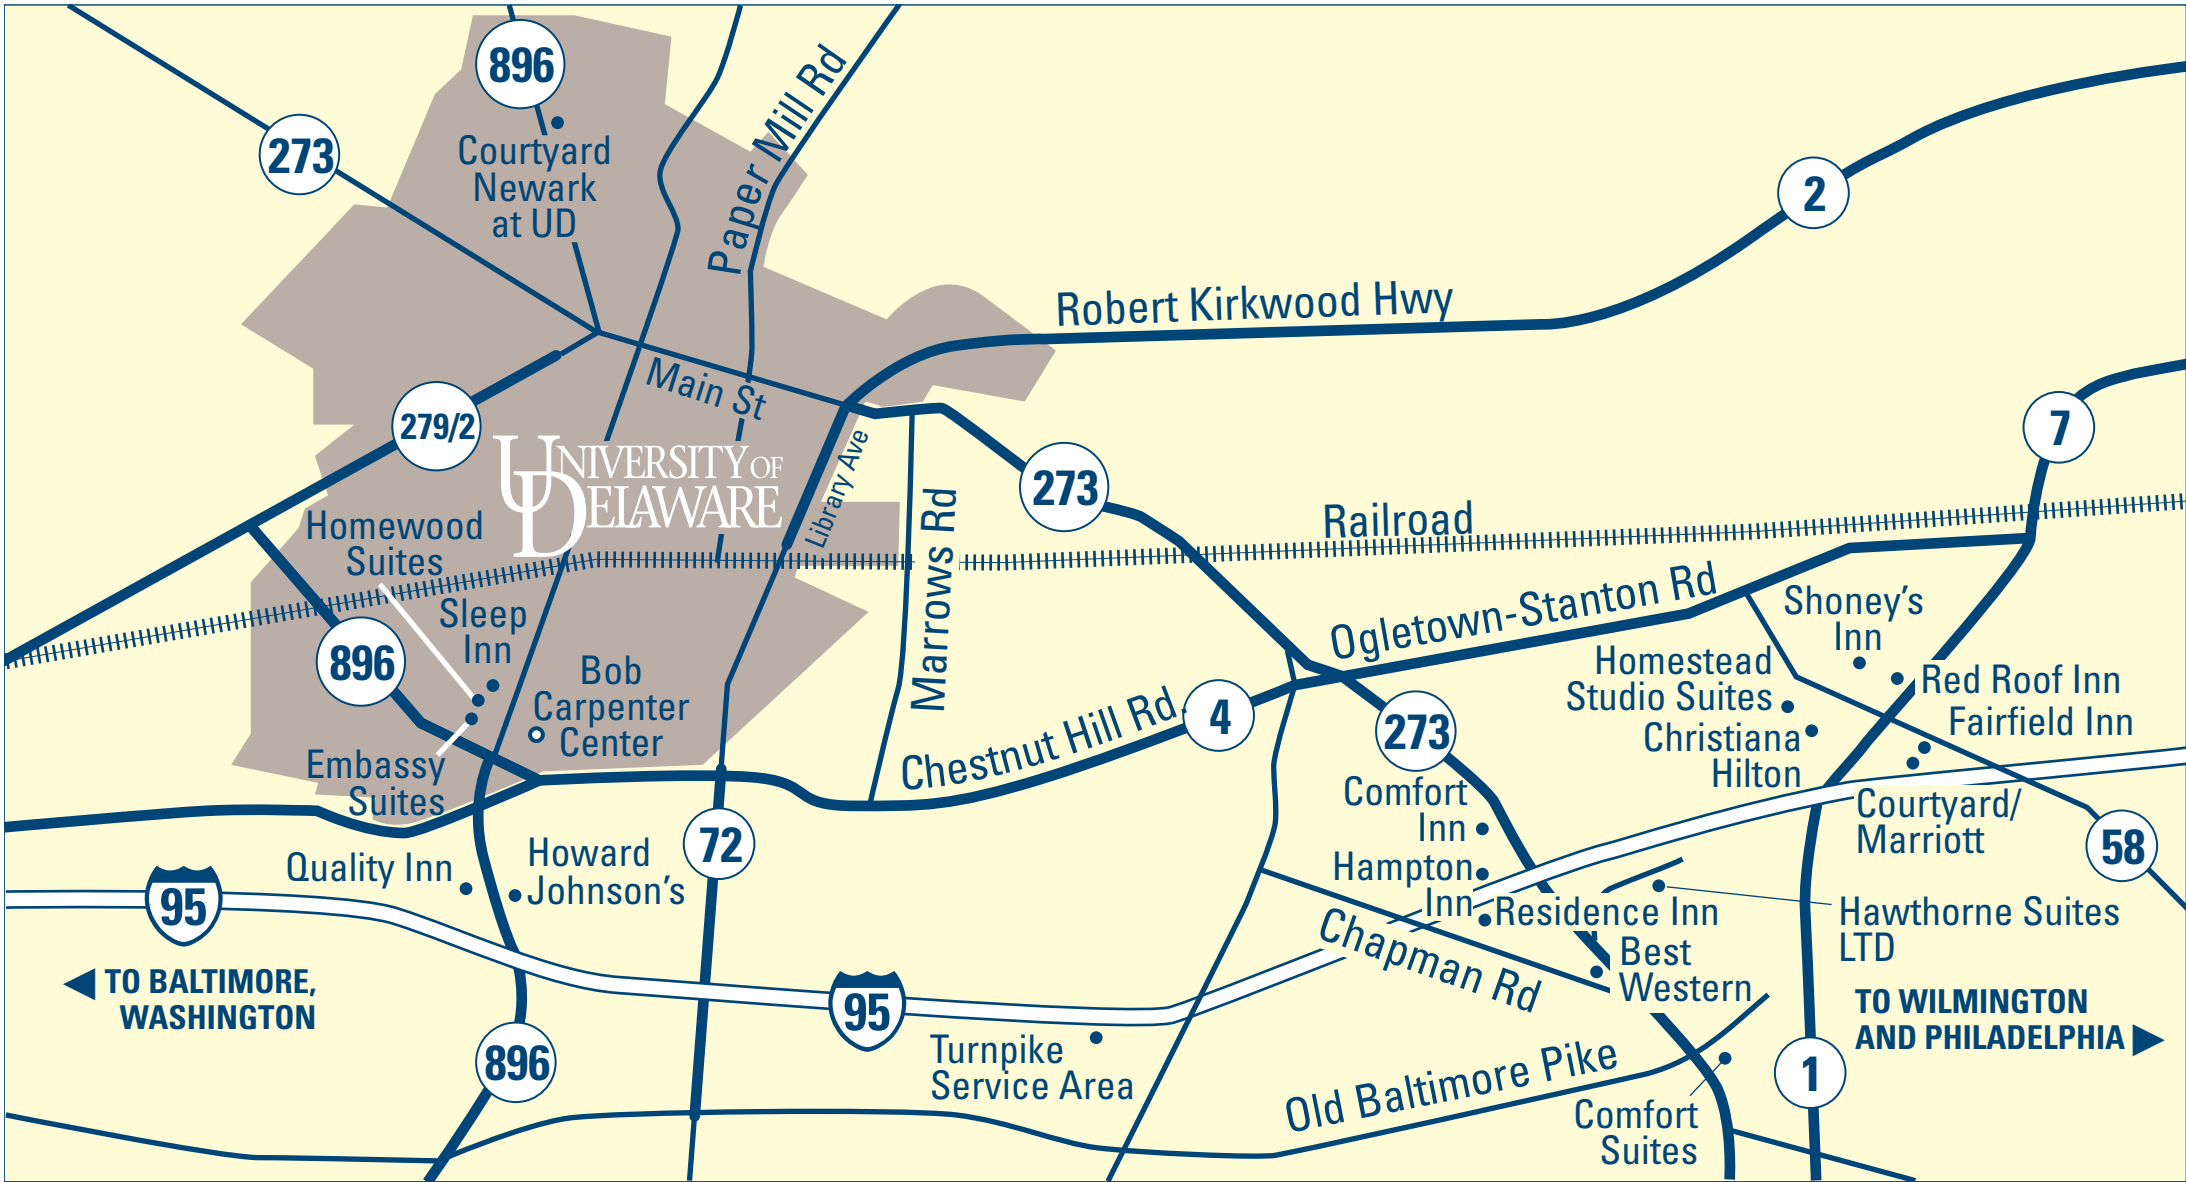 896
Paper Mill Rd
273
Courtyard
Newark
at UD
2
Robert Kirkwood Hwy
Main St
279/2
7
UNIVERSITY OF
DELAWARE
Library Ave
273
Marrows Rd
Railroad
Homewood
Suites
Sleep
Inn
Ogletown-Stanton Rd
Shoney's
Inn
896
Bob
Carpenter
Center
Homestead
Studio Suites
Red Roof Inn
Fairfield Inn
Christiana
Hilton
Chestnut Hill Rd.
4
273
Embassy
Suites
Comfort
Inn
Courtyard/
Marriott
58
72
Quality Inn
Howard
Johnson's
Hampton
Inn
95
Residence Inn
Hawthorne Suites
LTD
Chapman Rd
Best
Western
TO BALTIMORE,
WASHINGTON
95
TO WILMINGTON
AND PHILADELPHIA
Turnpike
Service Area
896
Old Baltimore Pike
1
Comfort
Suites